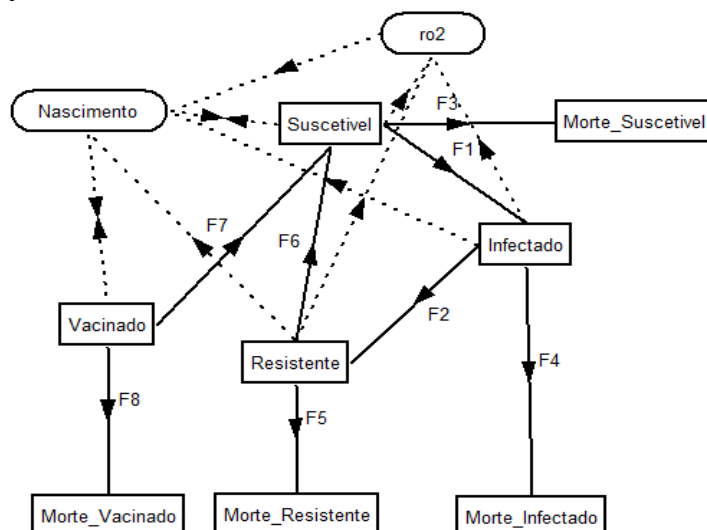 ro2
Nascimento
Suscetivel
F3
Morte_Suscetivel
F1
F7
F6
Infectado
Vacinado
F2
Resistente
F4
F8
F5
Morte_Vacinado
Morte_Resistente
Morte_Infectado